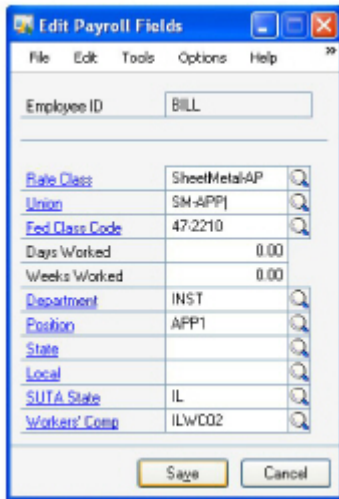 Edit Payroll Fields
File Edit Tools Options Help »
Employee ID BILL
Rate Class SheetMetal-AP
Union SM-APP
Fed Class Code 47-2210
Days Worked 0.00
Weeks Worked 0.00
Department INST
Position APP1
State
Local
SUTA State IL
Workers' Comp ILWC02
Save Cancel